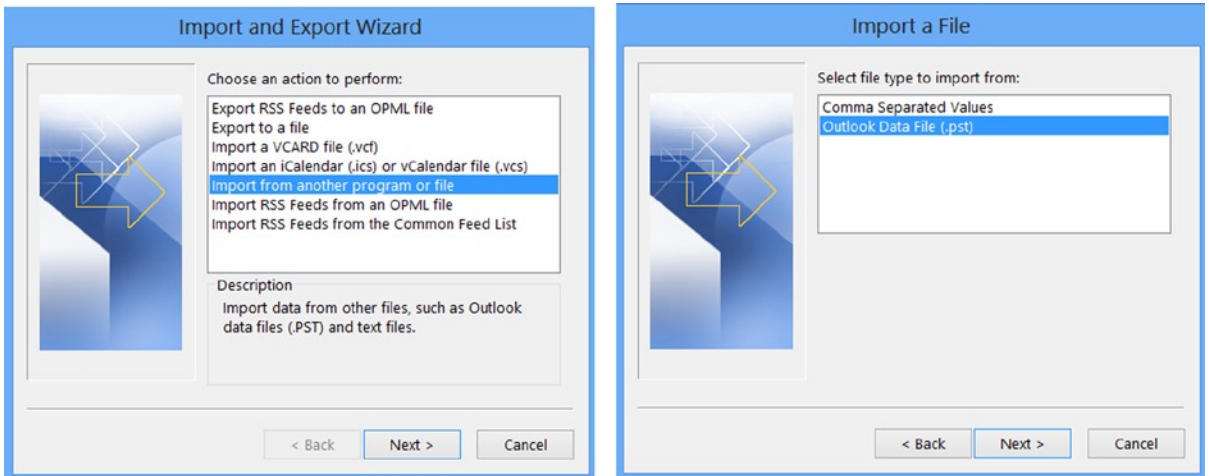 Import and Export Wizard
Choose an action to perform:
Export RSS Feeds to an OPML file
Export to a file
Import a VCARD file (.vcf)
Import an iCalendar (.ics) or vCalendar file (.vcs)
Import from another program or file
Import RSS Feeds from an OPML file
Import RSS Feeds from the Common Feed List
Description
Import data from other files, such as Outlook
data files (.PST) and text files.
< Back
Next >
Cancel
Import a File
Select file type to import from:
Comma Separated Values
Outlook Data File (.pst)
< Back
Next >
Cancel